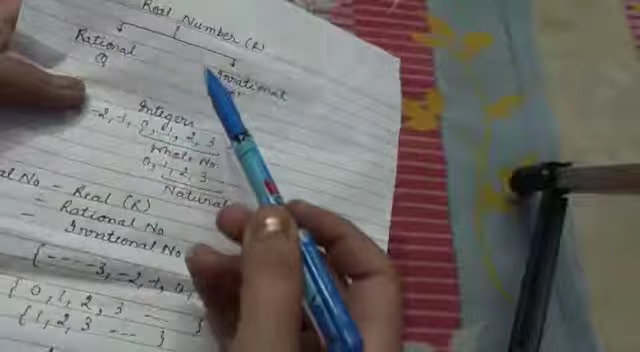 Real Number (R)
Rational
Q
Irrational
Integers
-2, -1, 0, 1, 2, 3
Whole No.
0, 1, 2, 3
Natural
No - Real (R)
- Rational No
- Irrational No
{ ---- 3, -2, -1, 0,
{ 0, 1, 2, 3 -- }
{ 1, 2, 3 -- }